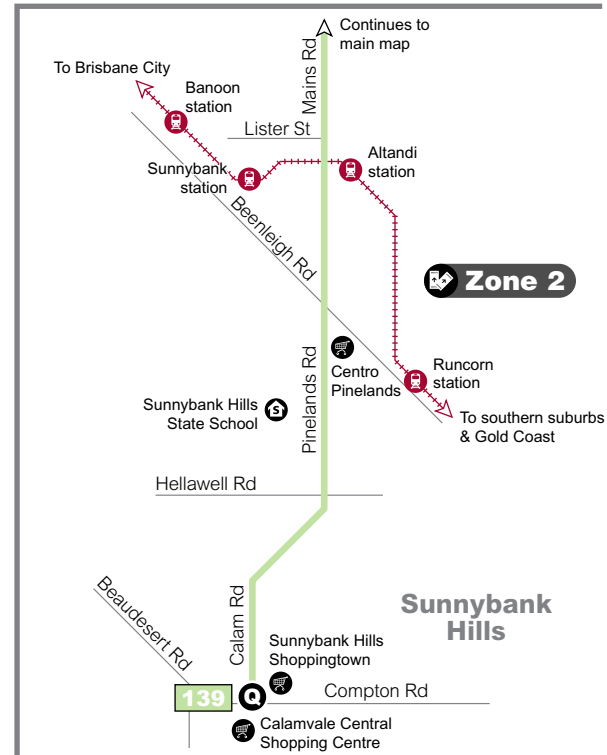 Continues to
main map
Mains Rd
To Brisbane City
Banoon
station
Lister St
Sunnybank
station
Altandi
station
Beenleigh Rd
Zone 2
Centro
Pinelands
Runcorn
station
Pinelands Rd
Sunnybank Hills
State School
S
To southern suburbs
& Gold Coast
Hellawell Rd
Beaudesert Rd
Calam Rd
Sunnybank
Hills
Sunnybank Hills
Shoppingtown
139
Q
Compton Rd
Calamvale Central
Shopping Centre